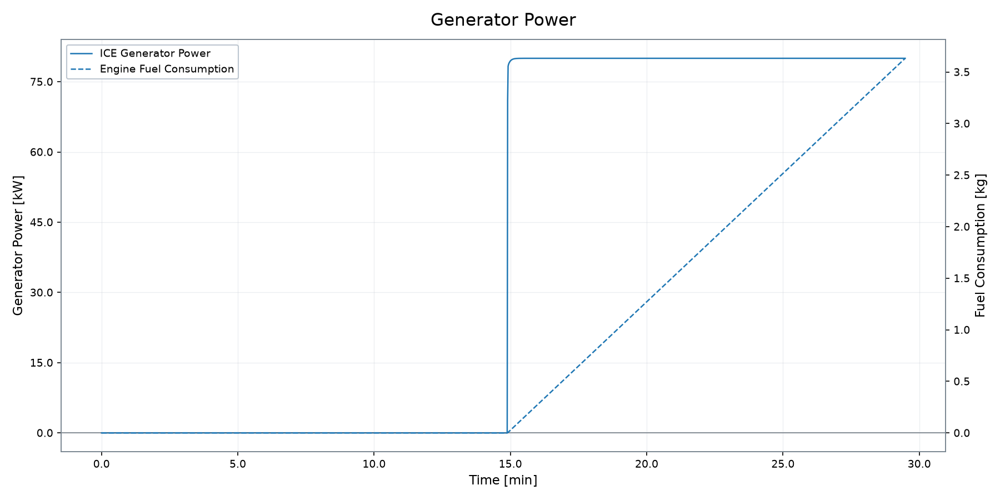 Generator Power
ICE Generator Power
Engine Fuel Consumption
Generator Power [kW]
75.0
60.0
45.0
30.0
15.0
0.0
3.5
3.0
2.5
2.0
1.5
1.0
0.5
0.0
Fuel Consumption [kg]
0.0 5.0 10.0 15.0 20.0 25.0 30.0
Time [min]